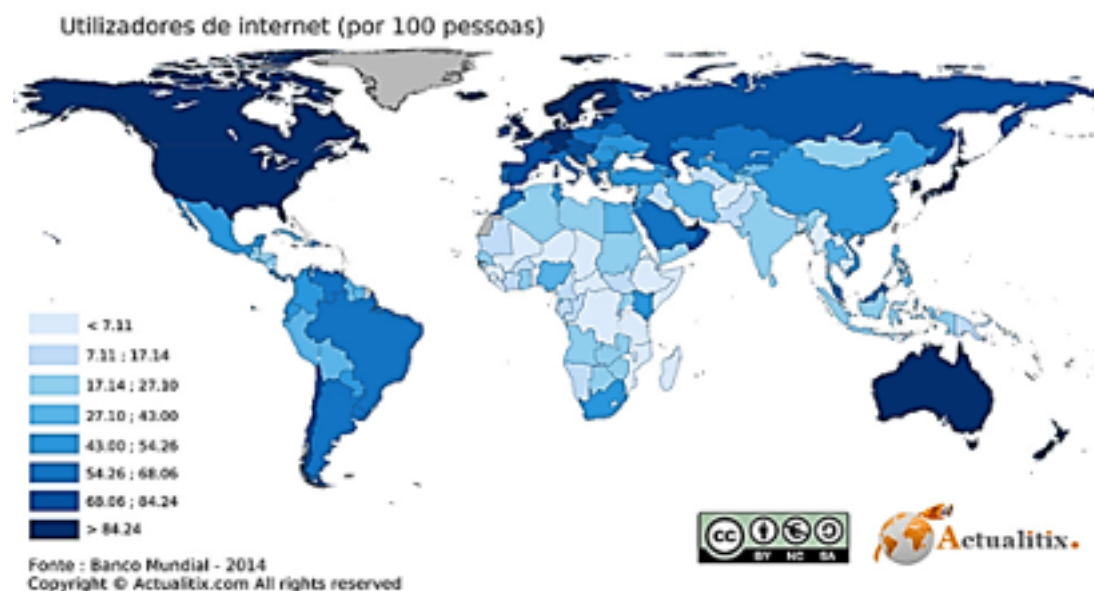 Utilizadores de internet (por 100 pessoas)
< 7.11
7.11 ; 17.14
17.14 ; 27.10
27.10 ; 43.00
43.00 ; 54.26
54.26 ; 68.06
68.06 ; 84.24
> 84.24
cc
BY NC SA
Actualitix.
Fonte : Banco Mundial - 2014
Copyright © Actualitix.com All rights reserved